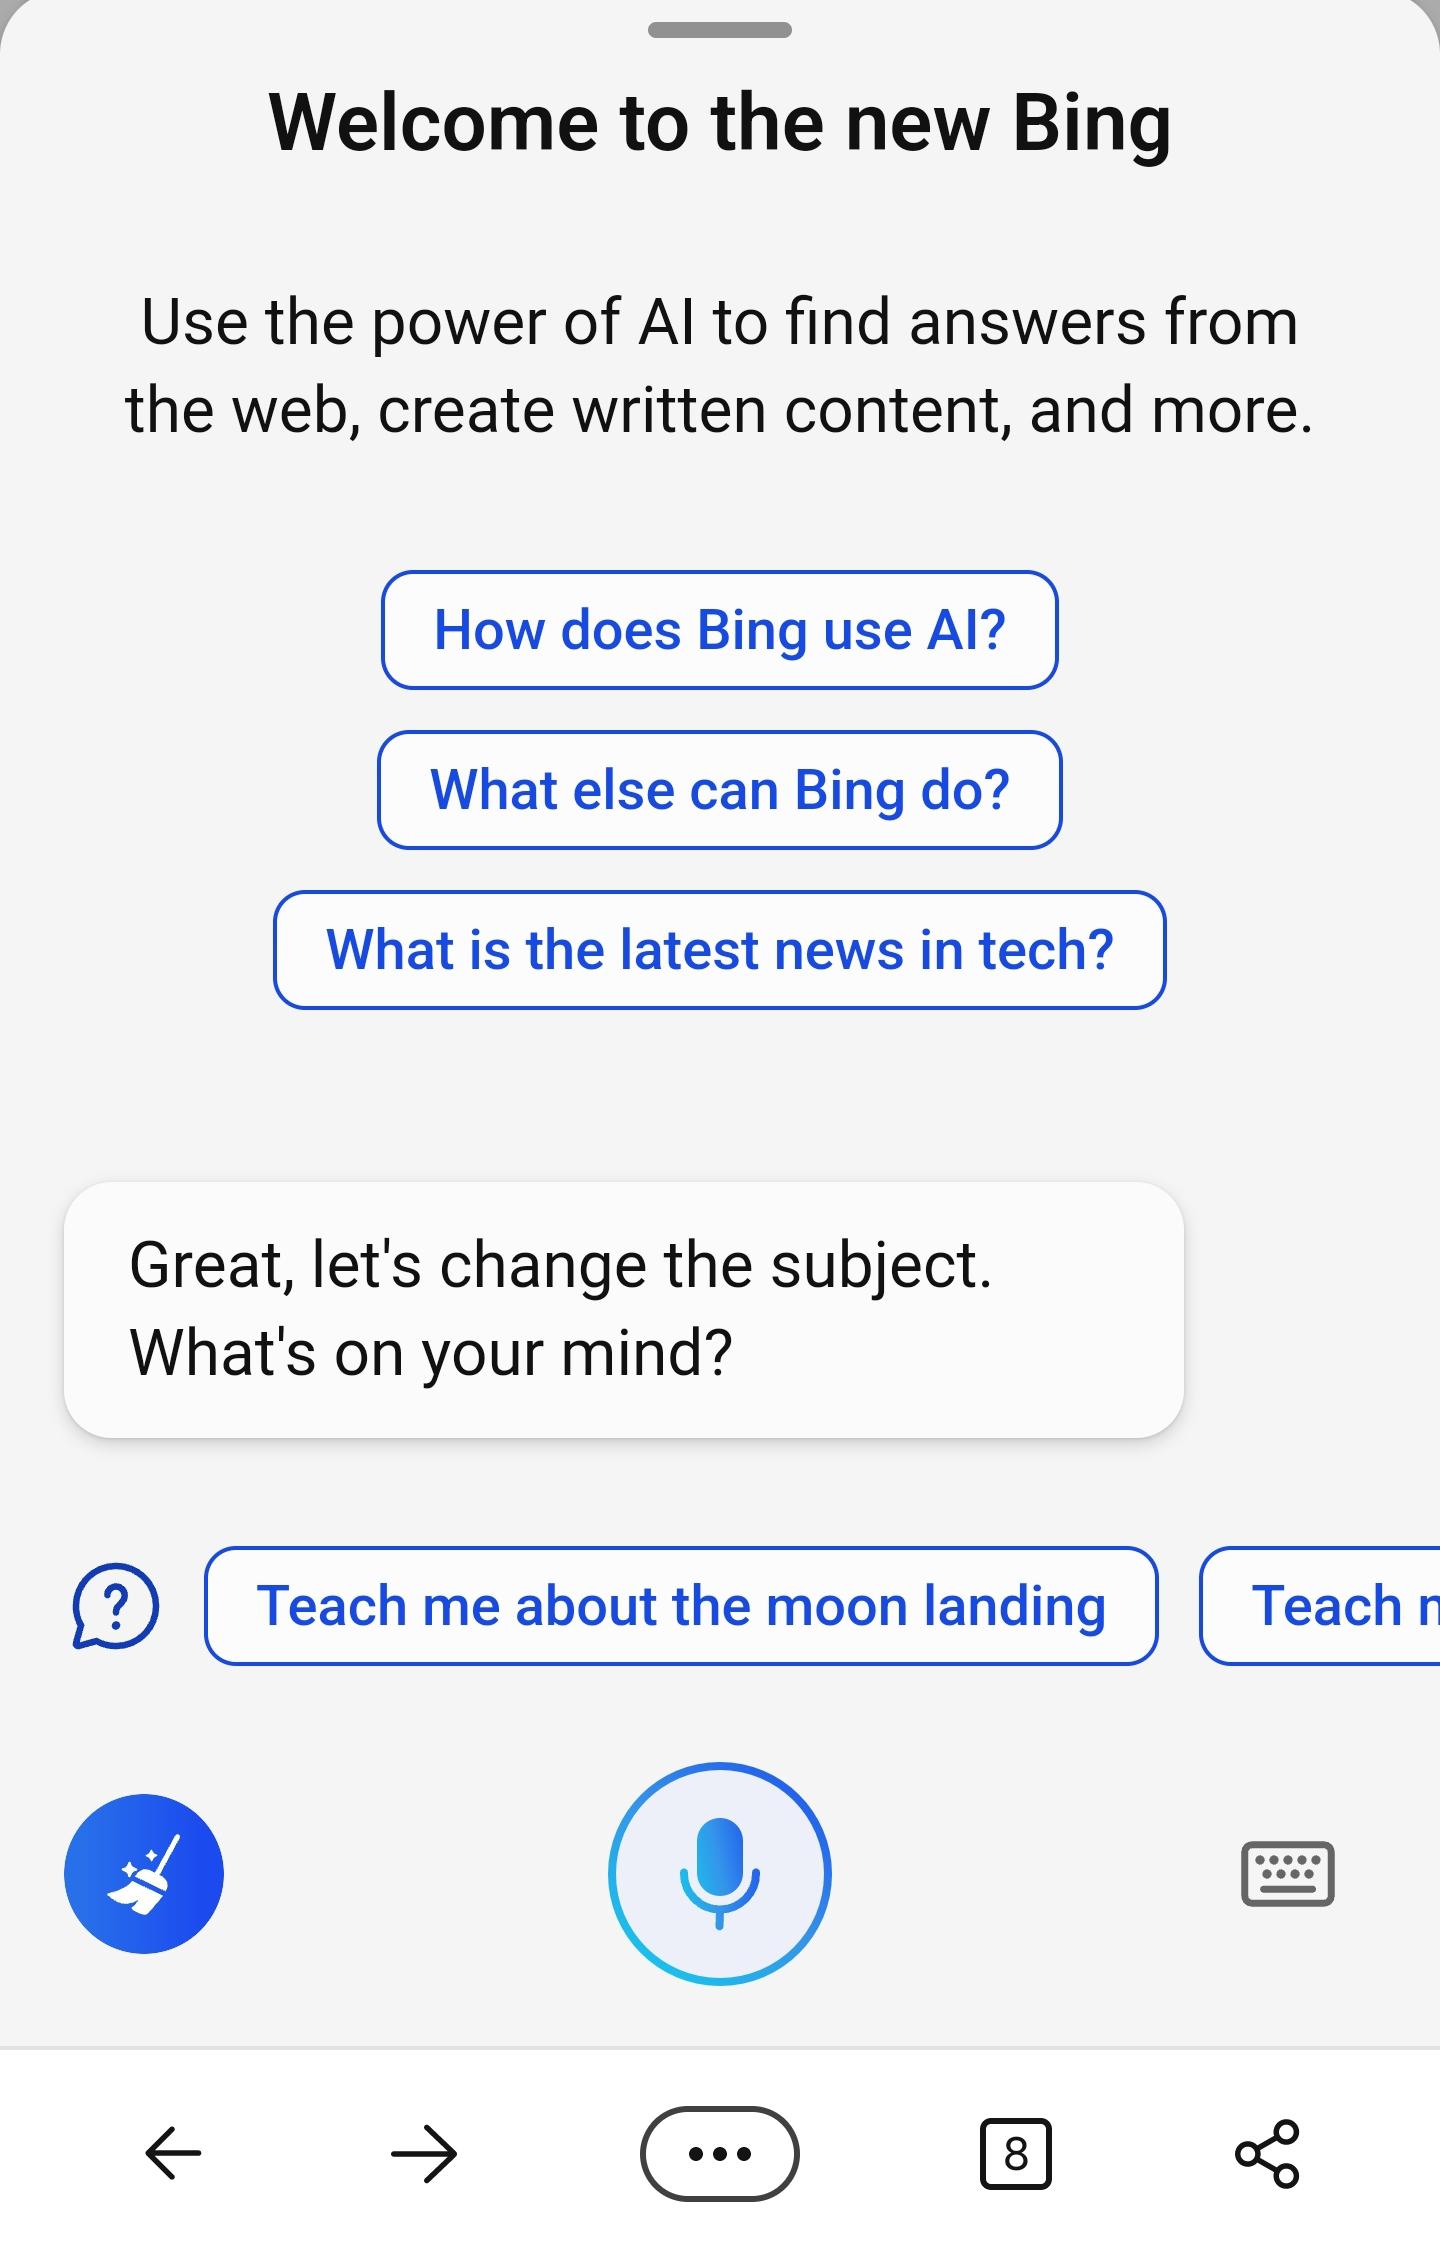 Welcome to the new Bing
Use the power of AI to find answers from
the web, create written content, and more.
How does Bing use AI?
What else can Bing do?
What is the latest news in tech?
Great, let's change the subject.
What's on your mind?
Teach me about the moon landing
Teach
8